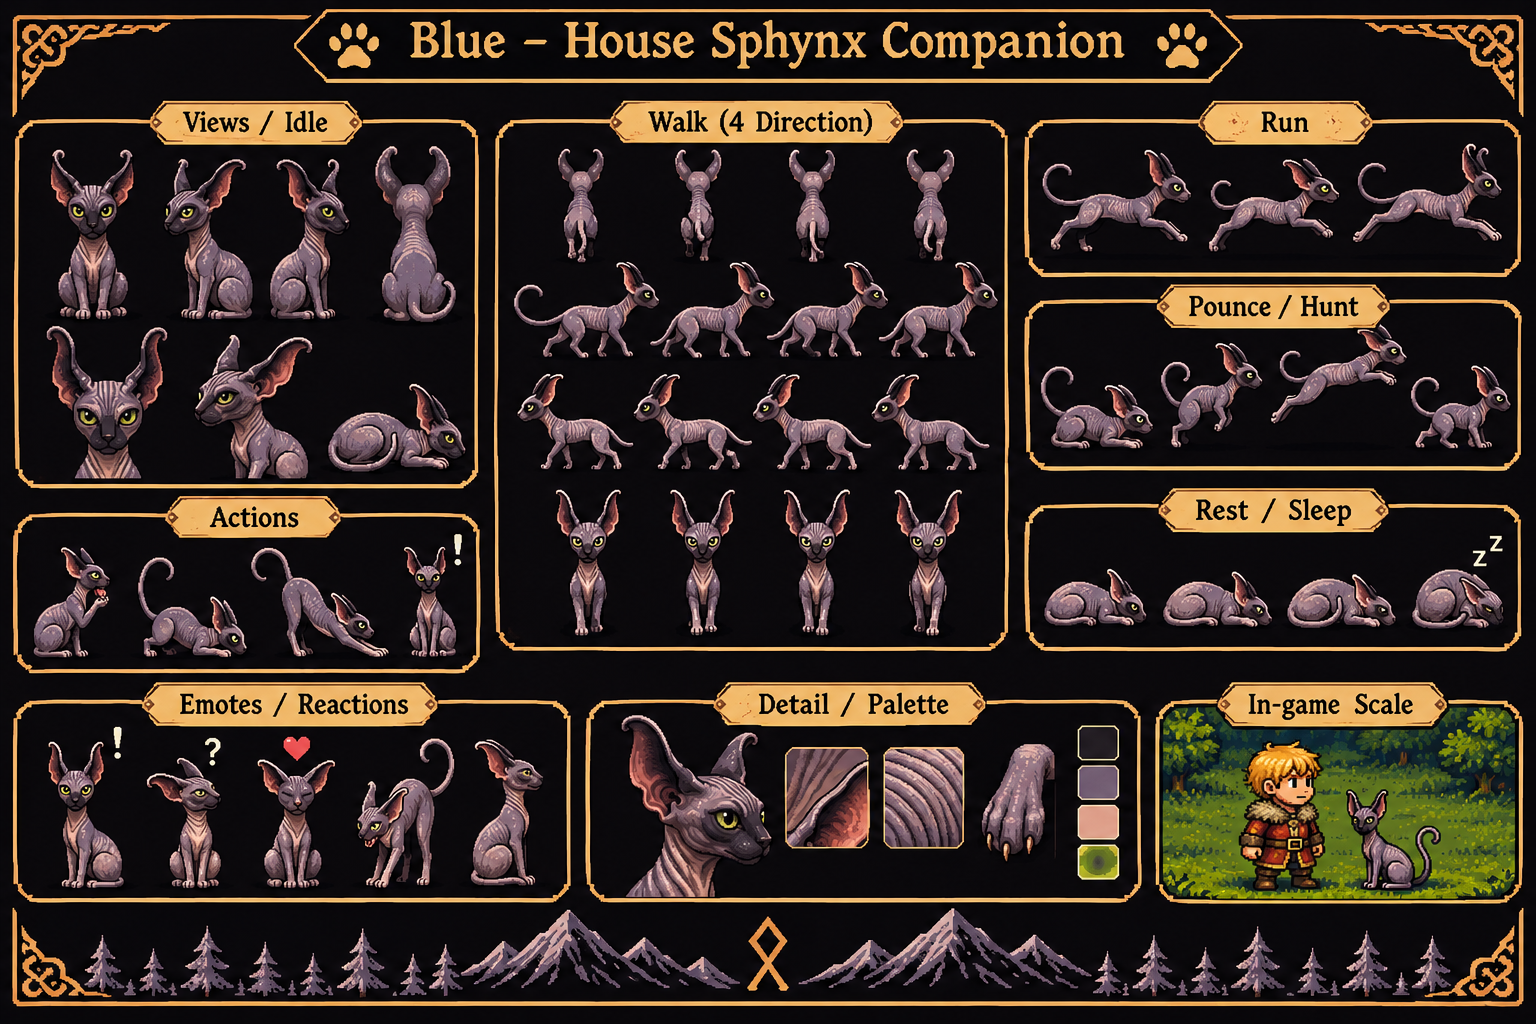 Blue – House Sphynx Companion
Views / Idle
Walk (4 Direction)
Run
Pounce / Hunt
Actions
!
Rest / Sleep
z z
Emotes / Reactions
!
?
Detail / Palette
In-game Scale
ᛟ